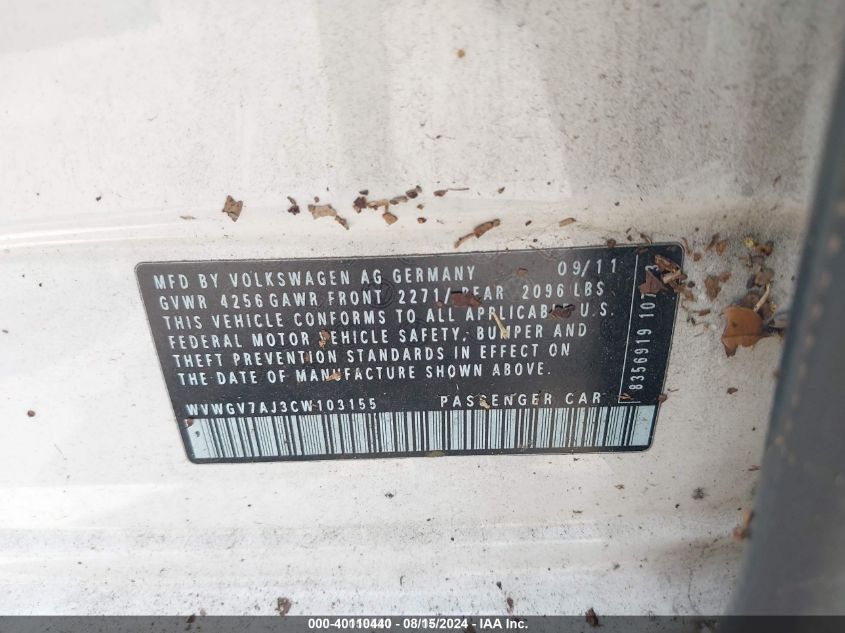 MFD BY VOLKSWAGEN AG GERMANY 09/11
GVWR 4256 GAWR FRONT 2271/ REAR 2096 LBS
THIS VEHICLE CONFORMS TO ALL APPLICABLE U.S.
FEDERAL MOTOR VEHICLE SAFETY, BUMPER AND
THEFT PREVENTION STANDARDS IN EFFECT ON
THE DATE OF MANUFACTURE SHOWN ABOVE.
WVWGV7AJ3CW103155 PASSENGER CAR
8356919
000-40110440 - 08/15/2024 - IAA Inc.